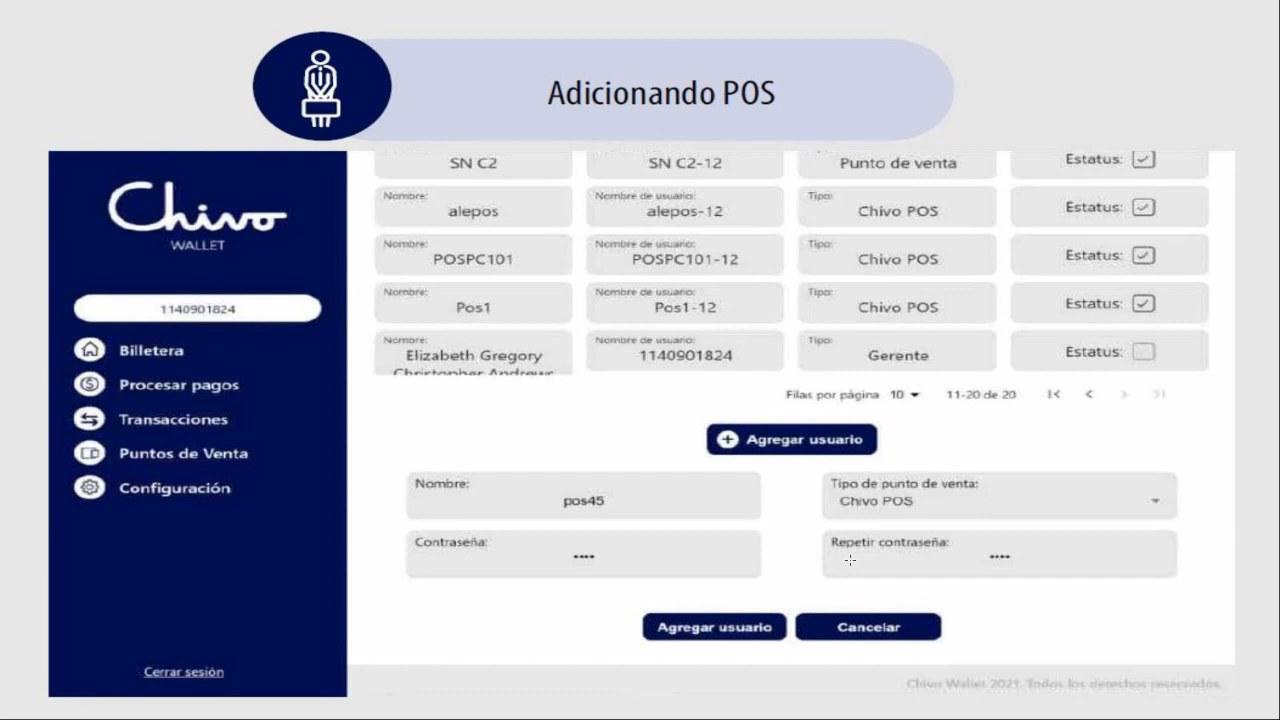 Adicionando POS
Chivo
WALLET
1140901824
Billetera
Procesar pagos
Transacciones
Puntos de Venta
Configuración
Cerrar sesión
SN C2 SN C2-12 Punto de venta Estatus:
Nombre: alepos Nombre de usuario: alepos-12 Tipo: Chivo POS Estatus:
Nombre: POSPC101 Nombre de usuario: POSPC101-12 Tipo: Chivo POS Estatus:
Nombre: Pos1 Nombre de usuario: Pos1-12 Tipo: Chivo POS Estatus:
Nombre: Elizabeth Gregory Nombre de usuario: 1140901824 Tipo: Gerente Estatus:
Christopher Andrews
Filas por página 10 11-20 de 20
Agregar usuario
Nombre: pos45 Tipo de punto de venta: Chivo POS
Contraseña: •••• Repetir contraseña: ••••
Agregar usuario Cancelar
Chivo Wallet 2021. Todos los derechos reservados.